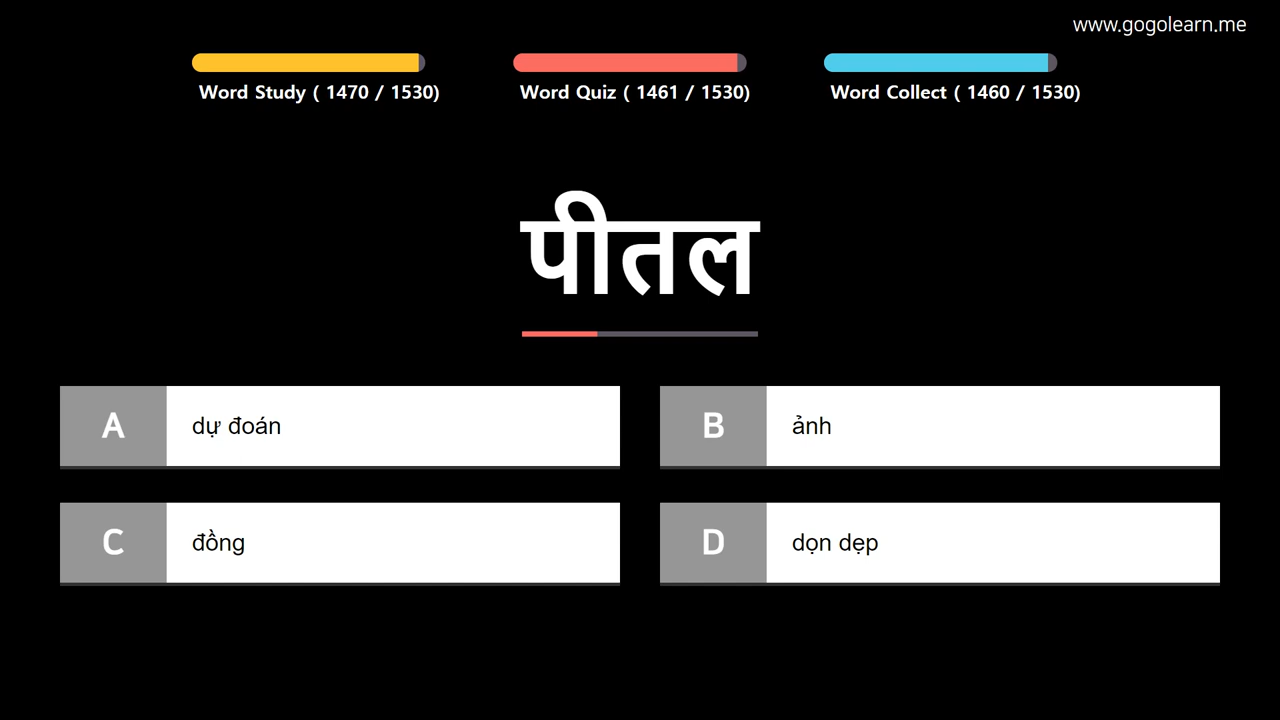 www.gogolearn.me
Word Study ( 1470 / 1530)
Word Quiz ( 1461 / 1530)
Word Collect ( 1460 / 1530)
पीतल
A dự đoán
B ảnh
C đồng
D dọn dẹp